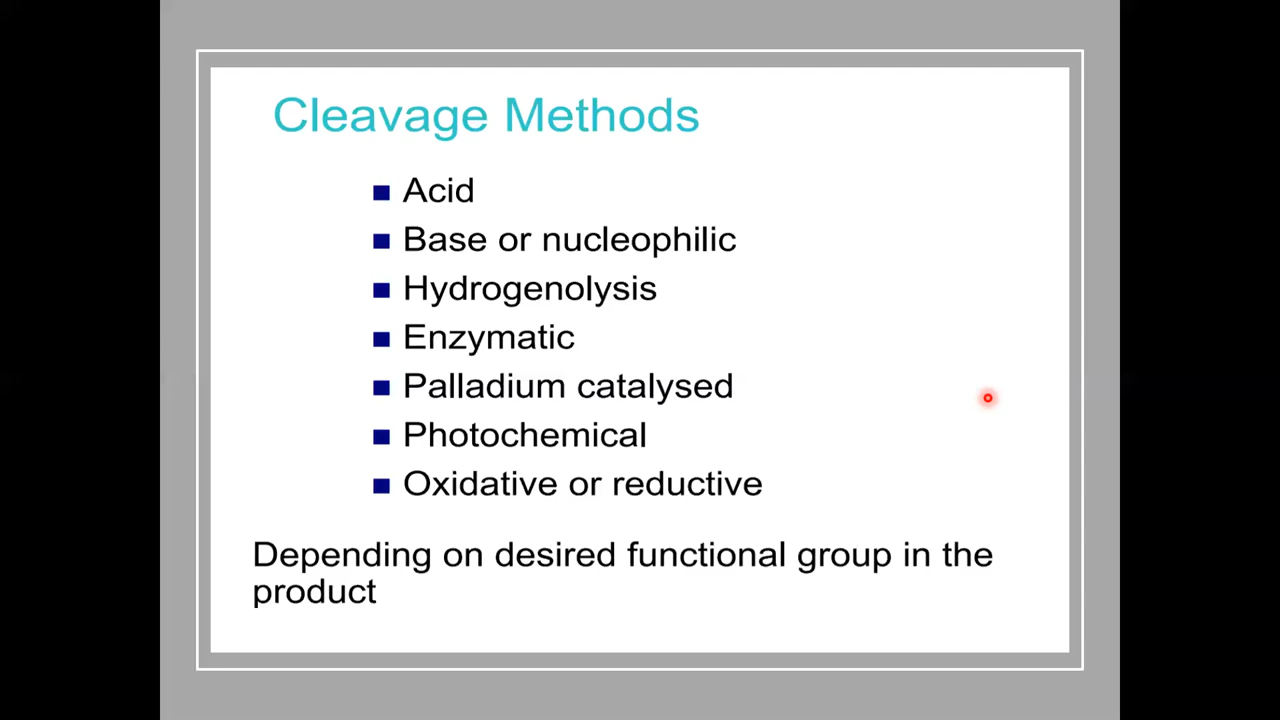 Cleavage Methods
Acid
Base or nucleophilic
Hydrogenolysis
Enzymatic
Palladium catalysed
Photochemical
Oxidative or reductive
Depending on desired functional group in the
product